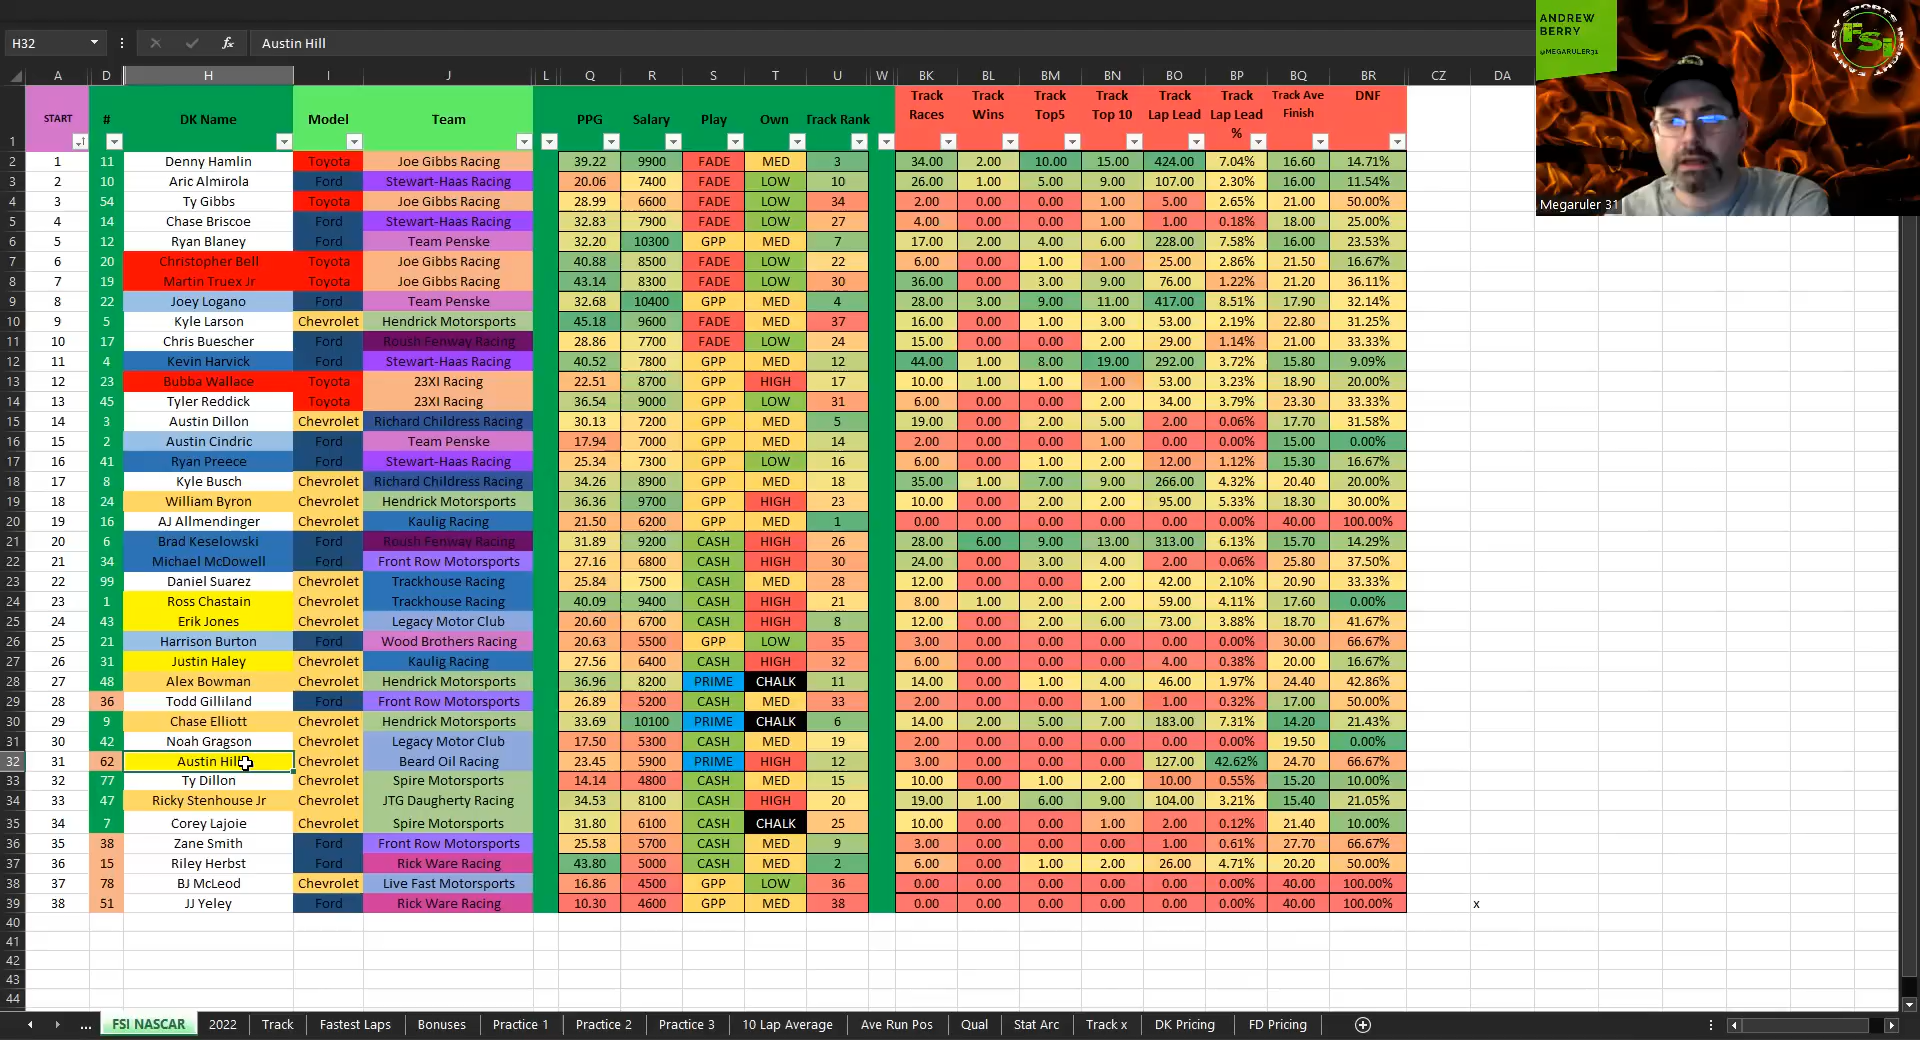 H32 Austin Hill
A D H I J L Q R S T U W BK BL BM BN BO BP BQ BR CZ DA
1 START # DK Name Model Team PPG Salary Play Own Track Rank Track Races Track Wins Track Top5 Track Top 10 Track Lap Lead Track Lap Lead % Track Ave Finish DNF
2 1 11 Denny Hamlin Toyota Joe Gibbs Racing 39.22 9900 FADE MED 3 34.00 2.00 10.00 15.00 424.00 7.04% 16.60 14.71%
3 2 10 Aric Almirola Ford Stewart-Haas Racing 20.06 7400 FADE LOW 10 26.00 1.00 5.00 9.00 107.00 2.30% 16.00 11.54%
4 3 54 Ty Gibbs Toyota Joe Gibbs Racing 28.99 6600 FADE LOW 34 2.00 0.00 0.00 1.00 5.00 2.65% 21.00 50.00%
5 4 14 Chase Briscoe Ford Stewart-Haas Racing 32.83 7900 FADE LOW 27 4.00 0.00 0.00 1.00 1.00 0.18% 18.00 25.00%
6 5 12 Ryan Blaney Ford Team Penske 32.20 10300 GPP MED 7 17.00 2.00 4.00 6.00 228.00 7.58% 16.00 23.53%
7 6 20 Christopher Bell Toyota Joe Gibbs Racing 40.88 8500 GPP LOW 22 6.00 0.00 1.00 1.00 25.00 2.86% 21.50 16.67%
8 7 19 Martin Truex Jr Toyota Joe Gibbs Racing 43.14 8300 GPP LOW 30 36.00 0.00 3.00 9.00 76.00 1.22% 21.20 36.11%
9 8 22 Joey Logano Ford Team Penske 32.68 10400 GPP MED 4 28.00 3.00 9.00 11.00 417.00 8.51% 17.90 32.14%
10 9 5 Kyle Larson Chevrolet Hendrick Motorsports 45.18 9600 FADE MED 37 16.00 0.00 1.00 3.00 53.00 2.19% 22.80 31.25%
11 10 17 Chris Buescher Ford Roush Fenway Racing 28.86 7700 FADE LOW 24 15.00 0.00 0.00 2.00 29.00 1.14% 21.00 33.33%
12 11 4 Kevin Harvick Ford Stewart-Haas Racing 40.52 7800 GPP MED 12 44.00 1.00 8.00 19.00 292.00 3.72% 15.80 9.09%
13 12 23 Bubba Wallace Toyota 23XI Racing 22.51 8700 GPP HIGH 17 10.00 1.00 1.00 1.00 53.00 3.23% 18.90 20.00%
14 13 45 Tyler Reddick Toyota 23XI Racing 36.54 9000 GPP LOW 31 6.00 0.00 0.00 2.00 34.00 3.79% 23.30 33.33%
15 14 3 Austin Dillon Chevrolet Richard Childress Racing 30.13 7200 GPP MED 5 19.00 0.00 2.00 5.00 2.00 0.06% 17.70 31.58%
16 15 2 Austin Cindric Ford Team Penske 17.94 7000 GPP MED 14 2.00 0.00 0.00 1.00 0.00 0.00% 15.00 0.00%
17 16 41 Ryan Preece Ford Stewart-Haas Racing 25.34 7300 GPP LOW 16 6.00 0.00 1.00 2.00 12.00 1.12% 15.30 16.67%
18 17 8 Kyle Busch Chevrolet Richard Childress Racing 34.26 8900 GPP MED 18 35.00 1.00 7.00 9.00 266.00 4.32% 20.40 20.00%
19 18 24 William Byron Chevrolet Hendrick Motorsports 36.36 9700 GPP HIGH 23 10.00 0.00 2.00 2.00 95.00 5.33% 18.30 30.00%
20 19 16 AJ Allmendinger Chevrolet Kaulig Racing 21.50 6200 GPP MED 1 0.00 0.00 0.00 0.00 0.00 0.00% 40.00 100.00%
21 20 6 Brad Keselowski Ford Roush Fenway Racing 31.89 9200 CASH HIGH 26 28.00 6.00 9.00 13.00 313.00 6.13% 15.70 14.29%
22 21 34 Michael McDowell Ford Front Row Motorsports 27.16 6800 CASH MED 30 24.00 0.00 3.00 4.00 2.00 0.06% 25.80 37.50%
23 22 99 Daniel Suarez Chevrolet Trackhouse Racing 25.84 7500 CASH MED 28 12.00 0.00 0.00 2.00 42.00 2.10% 20.90 33.33%
24 23 1 Ross Chastain Chevrolet Trackhouse Racing 40.09 9400 CASH HIGH 21 8.00 1.00 2.00 2.00 59.00 4.11% 17.60 0.00%
25 24 43 Erik Jones Chevrolet Legacy Motor Club 20.60 6700 CASH HIGH 8 12.00 0.00 2.00 6.00 73.00 3.88% 18.70 41.67%
26 25 21 Harrison Burton Ford Wood Brothers Racing 20.63 5500 GPP LOW 35 3.00 0.00 0.00 0.00 0.00 0.00% 30.00 66.67%
27 26 31 Justin Haley Chevrolet Kaulig Racing 27.56 6400 CASH HIGH 32 6.00 0.00 0.00 0.00 4.00 0.38% 20.00 16.67%
28 27 48 Alex Bowman Chevrolet Hendrick Motorsports 36.96 8200 PRIME CHALK 11 14.00 0.00 1.00 4.00 46.00 1.97% 24.40 42.86%
29 28 36 Todd Gilliland Ford Front Row Motorsports 26.89 5200 CASH MED 33 2.00 0.00 0.00 1.00 1.00 0.32% 17.00 50.00%
30 29 9 Chase Elliott Chevrolet Hendrick Motorsports 33.69 10100 PRIME CHALK 6 14.00 2.00 5.00 7.00 183.00 7.31% 14.20 21.43%
31 30 42 Noah Gragson Chevrolet Legacy Motor Club 17.50 5300 CASH MED 19 2.00 0.00 0.00 0.00 0.00 0.00% 19.50 0.00%
32 31 62 Austin Hill Chevrolet Beard Oil Racing 23.45 5900 PRIME HIGH 12 3.00 0.00 0.00 0.00 127.00 42.62% 24.70 66.67%
33 32 77 Ty Dillon Chevrolet Spire Motorsports 14.14 4800 CASH MED 15 10.00 0.00 1.00 2.00 10.00 0.55% 15.20 10.00%
34 33 47 Ricky Stenhouse Jr Chevrolet JTG Daugherty Racing 34.53 8100 CASH HIGH 20 19.00 1.00 6.00 9.00 104.00 3.21% 15.40 21.05%
35 34 7 Corey Lajoie Chevrolet Spire Motorsports 31.80 6100 CASH CHALK 25 10.00 0.00 0.00 1.00 2.00 0.12% 21.40 10.00%
36 35 38 Zane Smith Ford Front Row Motorsports 25.58 5700 CASH MED 9 3.00 0.00 0.00 0.00 1.00 0.61% 27.70 66.67%
37 36 15 Riley Herbst Ford Rick Ware Racing 43.80 5000 CASH MED 2 6.00 0.00 1.00 2.00 26.00 4.71% 20.20 50.00%
38 37 78 BJ McLeod Chevrolet Live Fast Motorsports 16.86 4500 GPP LOW 36 0.00 0.00 0.00 0.00 0.00 0.00% 40.00 100.00%
39 38 51 JJ Yeley Ford Rick Ware Racing 10.30 4600 GPP MED 38 0.00 0.00 0.00 0.00 0.00 0.00% 40.00 100.00% x
40
41
42
43
44
... FSI NASCAR 2022 Track Fastest Laps Bonuses Practice 1 Practice 2 Practice 3 10 Lap Average Ave Run Pos Qual Stat Arc Track x DK Pricing FD Pricing
ANDREW
BERRY
@MEGARULER31
Megaruler 31
FANTASY SPORTS INSIGHT
FSi